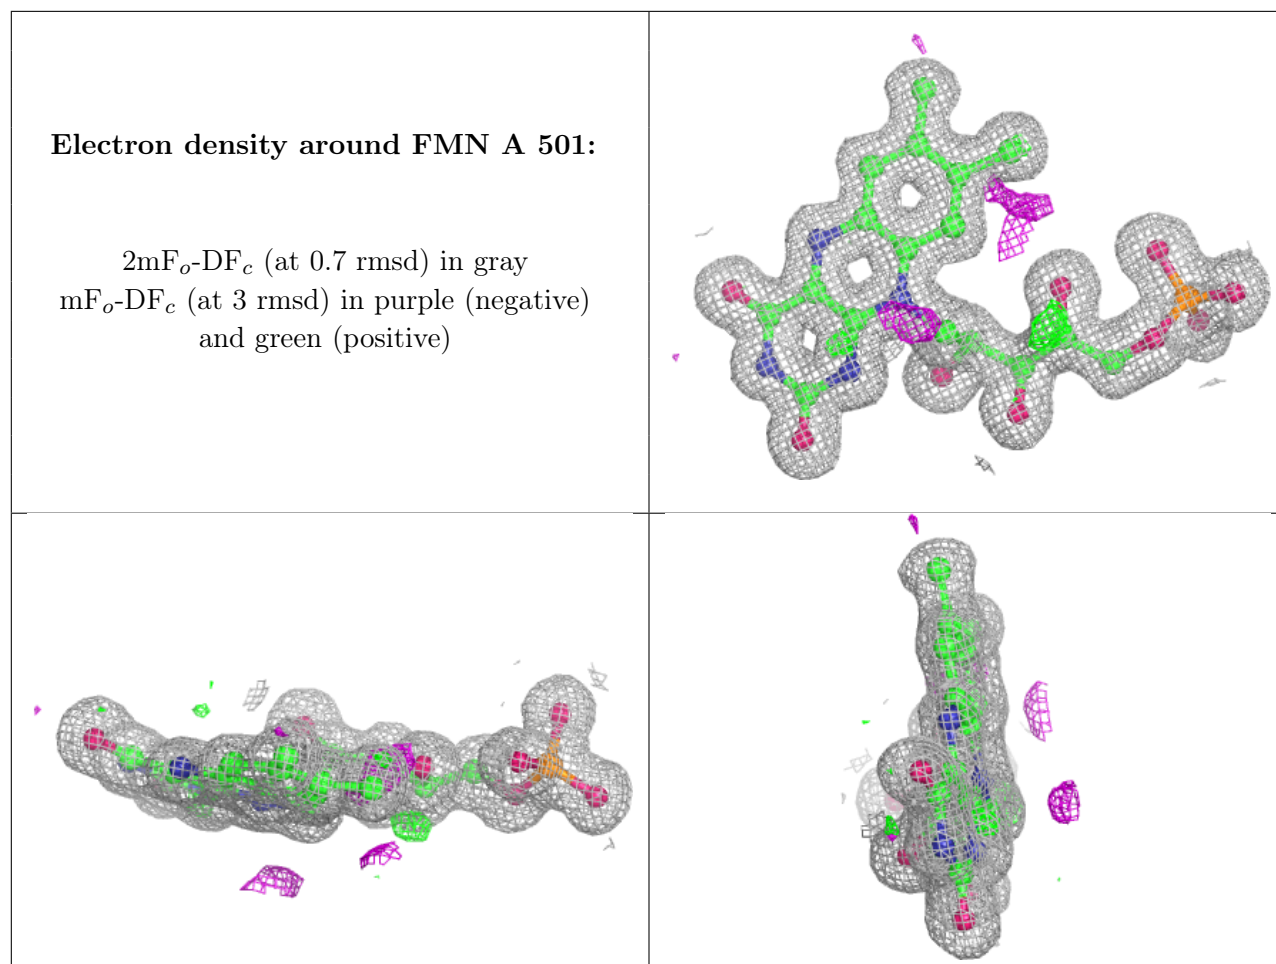 Electron density around FMN A 501:
2mFo-DFc (at 0.7 rmsd) in gray
mFo-DFc (at 3 rmsd) in purple (negative)
and green (positive)